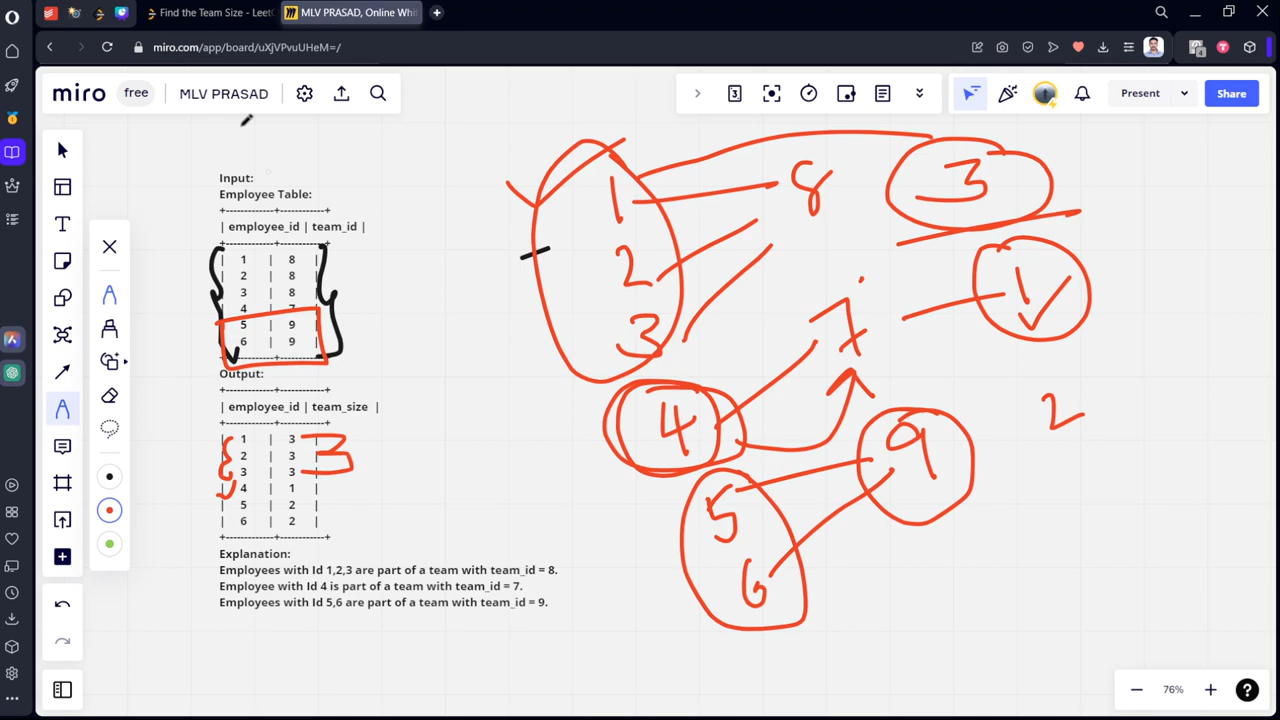 Find the Team Size - LeetC
MLV PRASAD, Online Whi
miro.com/app/board/uXjVPvuUHeM=/
miro free MLV PRASAD
3
Present
Share
Input:
Employee Table:
+------------+-----------+
| employee_id | team_id |
+------------+-----------+
| 1 | 8 |
| 2 | 8 |
| 3 | 8 |
| 4 | 7 |
| 5 | 9 |
| 6 | 9 |
+------------+-----------+
Output:
+------------+-----------+
| employee_id | team_size |
+------------+-----------+
| 1 | 3 |
| 2 | 3 |
| 3 | 3 |
| 4 | 1 |
| 5 | 2 |
| 6 | 2 |
+------------+-----------+
Explanation:
Employees with Id 1,2,3 are part of a team with team_id = 8.
Employee with Id 4 is part of a team with team_id = 7.
Employees with Id 5,6 are part of a team with team_id = 9.
1 8 3
2
3 7 1
4 2
5 9
6
3
76%